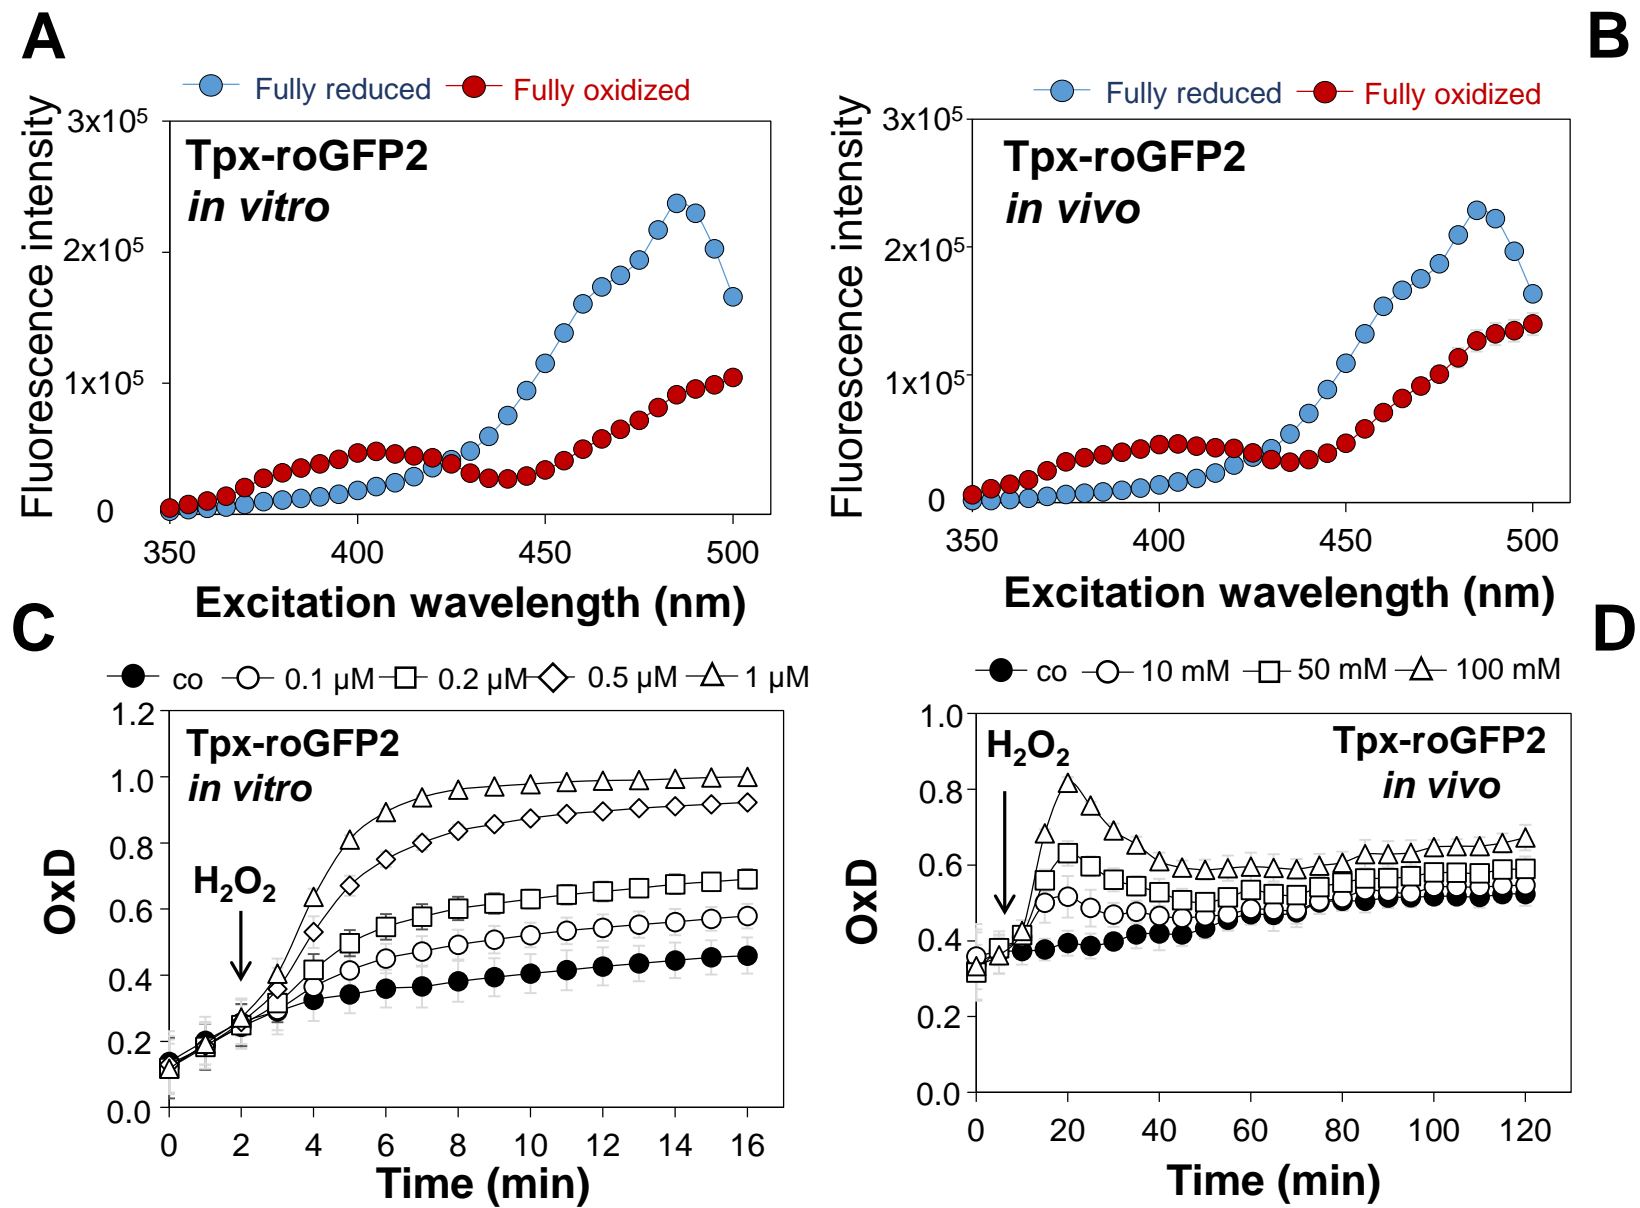 A
Fully reduced Fully oxidized
Fluorescence intensity
3x10⁵
2x10⁵
1x10⁵
0
Tpx-roGFP2
in vitro
350 400 450 500
Excitation wavelength (nm)
B
Fully reduced Fully oxidized
Fluorescence intensity
3x10⁵
2x10⁵
1x10⁵
0
Tpx-roGFP2
in vivo
350 400 450 500
Excitation wavelength (nm)
C
co 0.1 µM 0.2 µM 0.5 µM 1 µM
OxD
1.2
1.0
0.8
0.6
0.4
0.2
0.0
Tpx-roGFP2
in vitro
H₂O₂
0 2 4 6 8 10 12 14 16
Time (min)
D
co 10 mM 50 mM 100 mM
OxD
1.0
0.8
0.6
0.4
0.2
0.0
H₂O₂
Tpx-roGFP2
in vivo
0 20 40 60 80 100 120
Time (min)